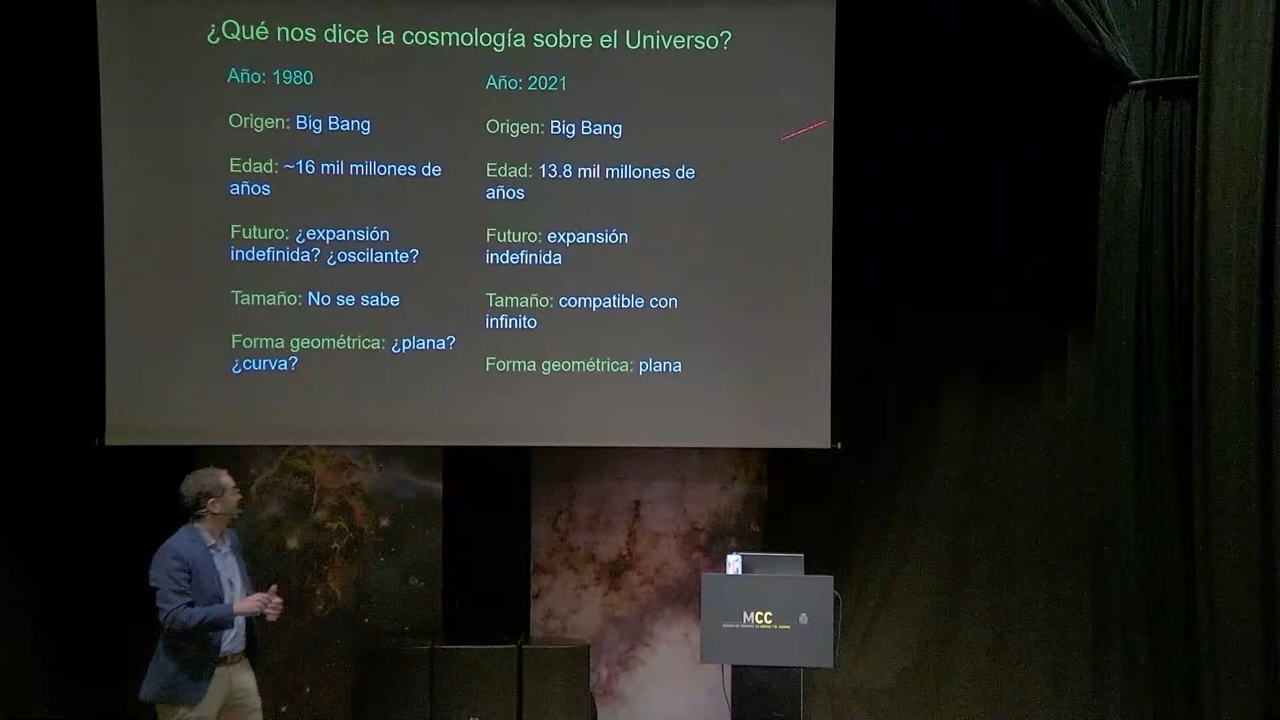 ¿Qué nos dice la cosmología sobre el Universo?
Año: 1980
Origen: Big Bang
Edad: ~16 mil millones de
años
Futuro: ¿expansión
indefinida? ¿oscilante?
Tamaño: No se sabe
Forma geométrica: ¿plana?
¿curva?
Año: 2021
Origen: Big Bang
Edad: 13.8 mil millones de
años
Futuro: expansión
indefinida
Tamaño: compatible con
infinito
Forma geométrica: plana
MCC